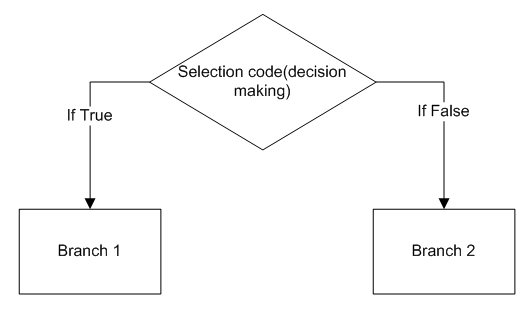 Selection code(decision
making)
If True
If False
Branch 1
Branch 2